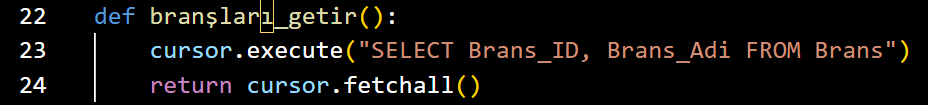 22 def branşları_getir():
23 cursor.execute("SELECT Brans_ID, Brans_Adi FROM Brans")
24 return cursor.fetchall()